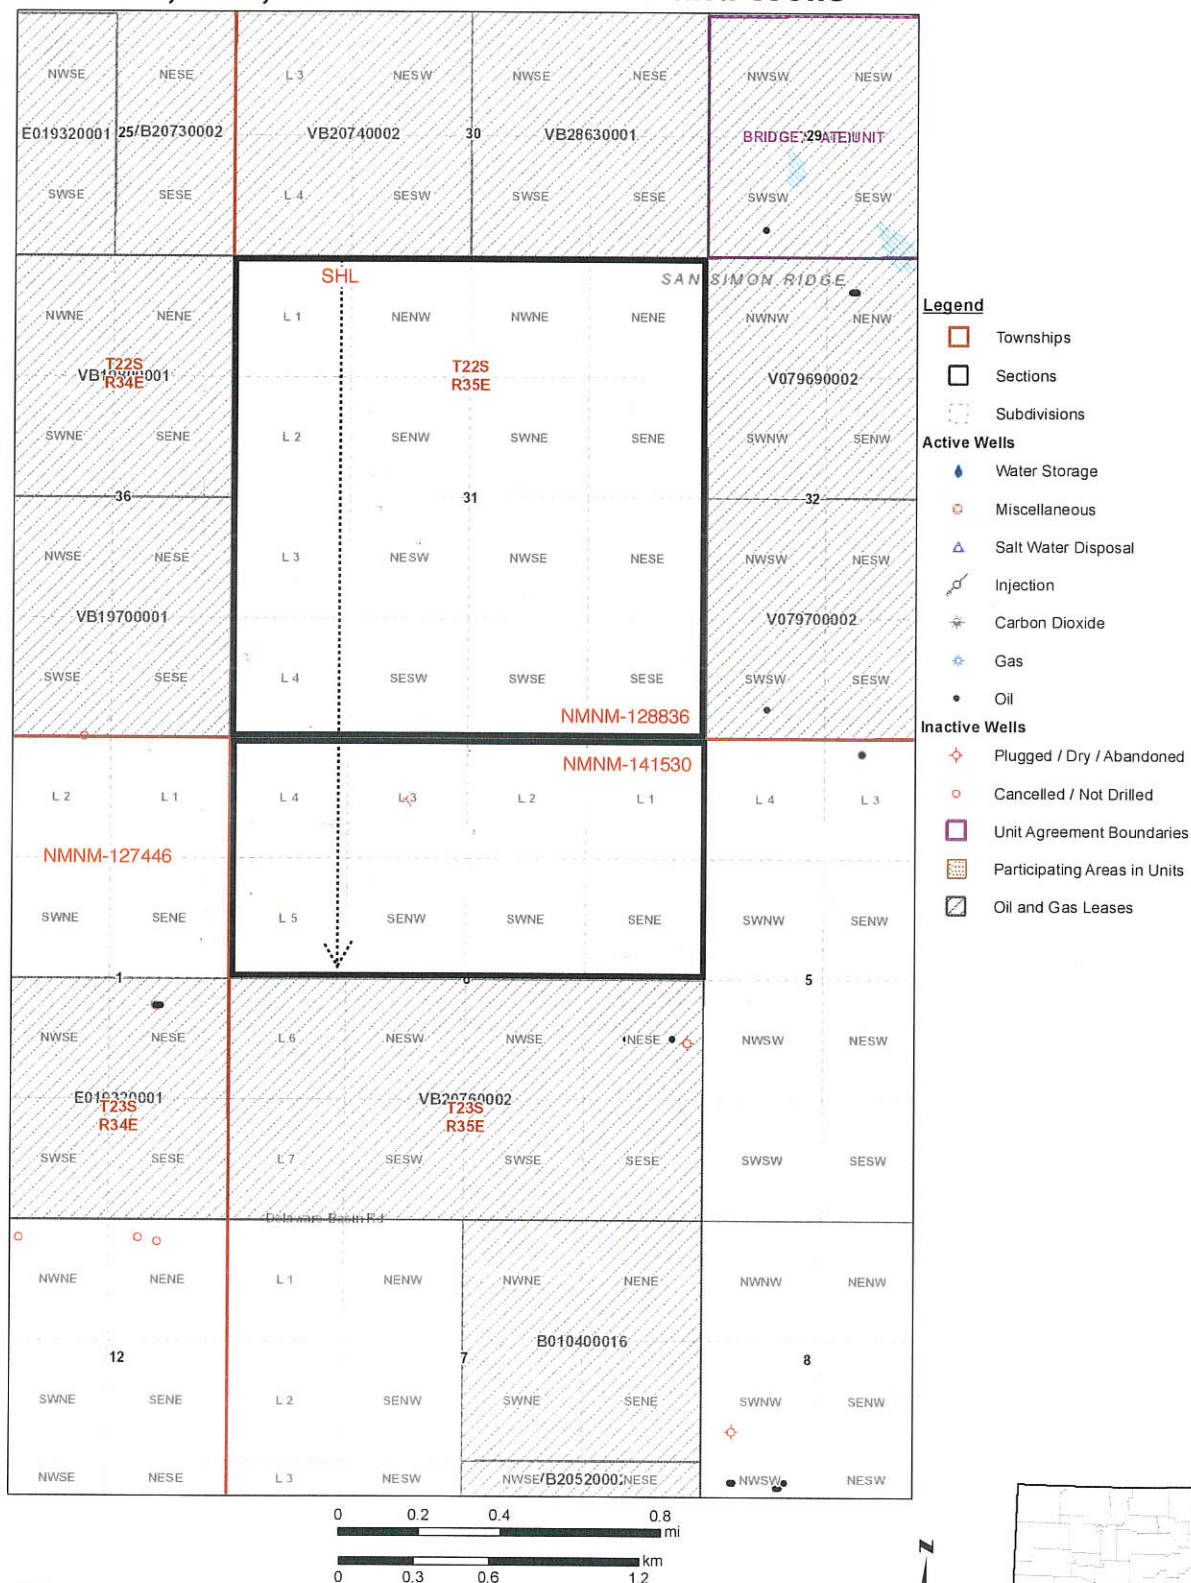 NWSE NESE L 3 NESW NWSE NESE NWSW NESW
E019320001 25 /B20730002 VB20740002 30 VB28630001 29 UNIT
SWSE SESE L 4 SESW SWSE SESE SWSW SESW
SHL SAN SIMON RIDGE
NWNE NENE L 1 NENW NWNE NENE NWNW NENW
T22S R34E T22S R35E V079690002
SWNE SENE L 2 SENW SWNE SENE SWNW SENW
36 31 32
NWSE NESE L 3 NESW NWSE NESE NWSW NESW
VB19700001 V079700002
SWSE SESE L 4 SESW SWSE SESE SWSW SESW
NMNM-128836
NMNM-141530
L 2 L 1 L 4 L 3 L 2 L 1 L 4 L 3
NMNM-127446
SWNE SENE L 5 SENW SWNE SENE SWNW SENW
1 5
NWSE NESE L 6 NESW NWSE NESE NWSW NESW
E019320001 VB20760002
T23S R34E T23S R35E
SWSE SESE L 7 SESW SWSE SESE SWSW SESW
Delaware Basin Rd
NWNE NENE L 1 NENW NWNE NENE NWNW NENW
12 7 B010400016 8
SWNE SENE L 2 SENW SWNE SENE SWNW SENW
NWSE NESE L 3 NESW NWSE NESE NWSW NESW
Legend
Townships
Sections
Subdivisions
Active Wells
Water Storage
Miscellaneous
Salt Water Disposal
Injection
Carbon Dioxide
Gas
Oil
Inactive Wells
Plugged / Dry / Abandoned
Cancelled / Not Drilled
Unit Agreement Boundaries
Participating Areas in Units
Oil and Gas Leases
0 0.2 0.4 0.8
mi
km
0 0.3 0.6 1.2
N